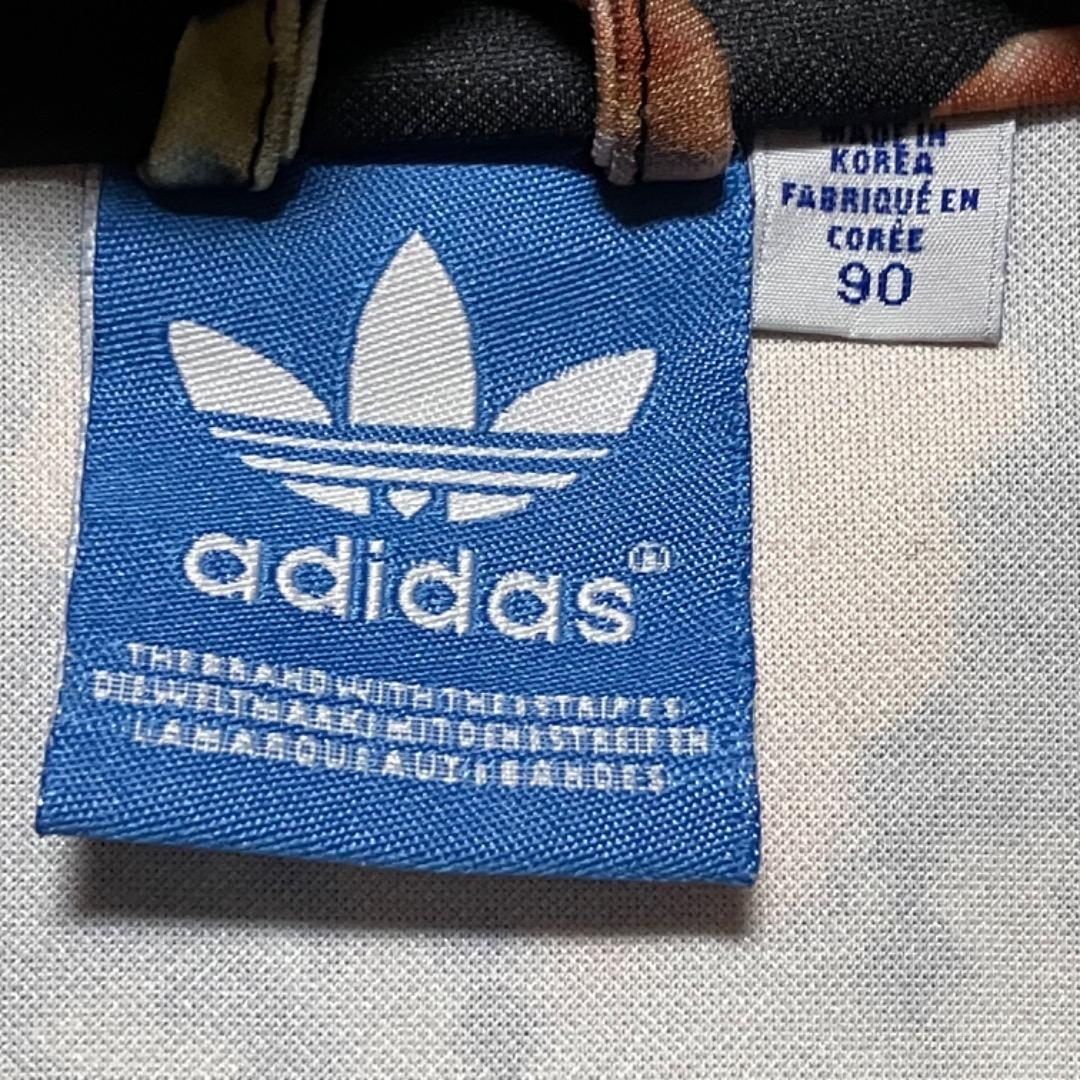 adidas®
THE BRAND WITH THE 3 STRIPES
DIE WELTMARKE MIT DEN 3 STREIFEN
LA MARQUE AUX 3 BANDES
MADE IN
KOREA
FABRIQUÉ EN
CORÉE
90